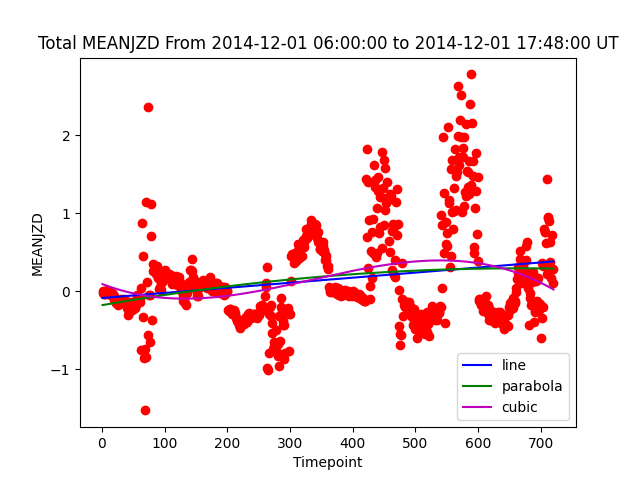 Total MEANJZD From 2014-12-01 06:00:00 to 2014-12-01 17:48:00 UT
MEANJZD
2
1
0
−1
line
parabola
cubic
0 100 200 300 400 500 600 700
Timepoint